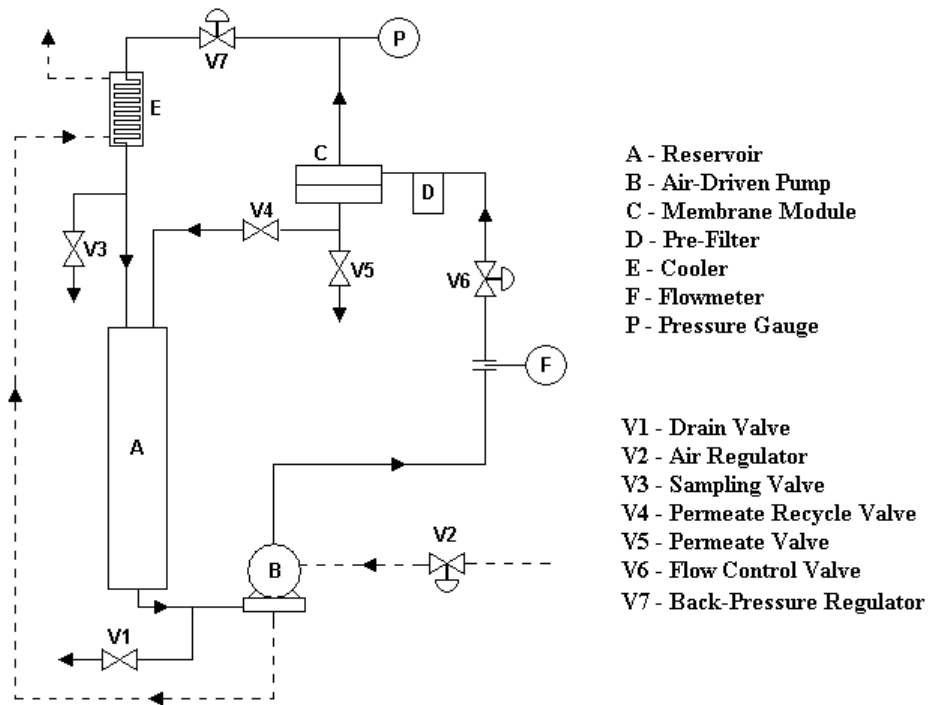 P
V7
E
C
D
V4
V3
V5
V6
F
A
V2
B
V1
A - Reservoir
B - Air-Driven Pump
C - Membrane Module
D - Pre-Filter
E - Cooler
F - Flowmeter
P - Pressure Gauge
V1 - Drain Valve
V2 - Air Regulator
V3 - Sampling Valve
V4 - Permeate Recycle Valve
V5 - Permeate Valve
V6 - Flow Control Valve
V7 - Back-Pressure Regulator